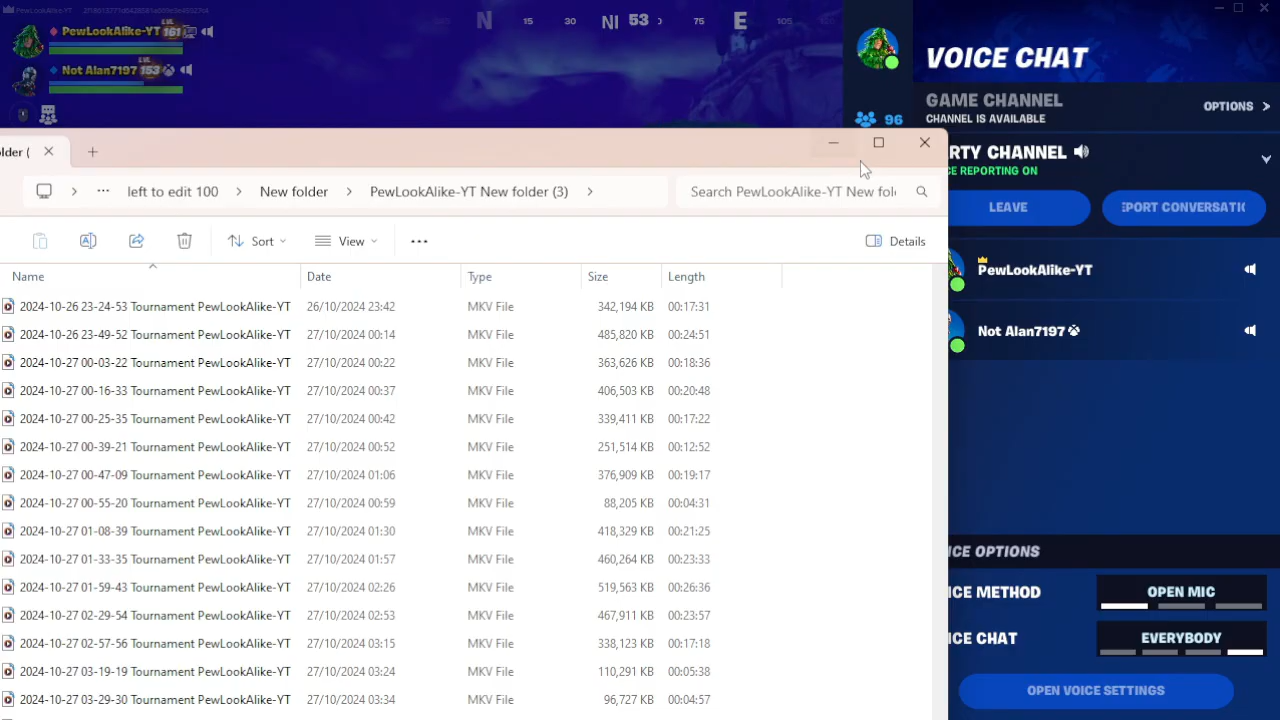 PewLookAlike-YT
PewLookAlike-YT 161
Not Alan7197 153
N 15 30 NI 53 75 E 105
96
VOICE CHAT
GAME CHANNEL
CHANNEL IS AVAILABLE
OPTIONS >
RTY CHANNEL
CE REPORTING ON
LEAVE
EPORT CONVERSATIC
PewLookAlike-YT
Not Alan7197
ICE OPTIONS
ICE METHOD OPEN MIC
ICE CHAT EVERYBODY
OPEN VOICE SETTINGS
older (
left to edit 100 > New folder > PewLookAlike-YT New folder (3) >
Search PewLookAlike-YT New fol
Sort View ... Details
Name Date Type Size Length
2024-10-26 23-24-53 Tournament PewLookAlike-YT 26/10/2024 23:42 MKV File 342,194 KB 00:17:31
2024-10-26 23-49-52 Tournament PewLookAlike-YT 27/10/2024 00:14 MKV File 485,820 KB 00:24:51
2024-10-27 00-03-22 Tournament PewLookAlike-YT 27/10/2024 00:22 MKV File 363,626 KB 00:18:36
2024-10-27 00-16-33 Tournament PewLookAlike-YT 27/10/2024 00:37 MKV File 406,503 KB 00:20:48
2024-10-27 00-25-35 Tournament PewLookAlike-YT 27/10/2024 00:42 MKV File 339,411 KB 00:17:22
2024-10-27 00-39-21 Tournament PewLookAlike-YT 27/10/2024 00:52 MKV File 251,514 KB 00:12:52
2024-10-27 00-47-09 Tournament PewLookAlike-YT 27/10/2024 01:06 MKV File 376,909 KB 00:19:17
2024-10-27 00-55-20 Tournament PewLookAlike-YT 27/10/2024 00:59 MKV File 88,205 KB 00:04:31
2024-10-27 01-08-39 Tournament PewLookAlike-YT 27/10/2024 01:30 MKV File 418,329 KB 00:21:25
2024-10-27 01-33-35 Tournament PewLookAlike-YT 27/10/2024 01:57 MKV File 460,264 KB 00:23:33
2024-10-27 01-59-43 Tournament PewLookAlike-YT 27/10/2024 02:26 MKV File 519,563 KB 00:26:36
2024-10-27 02-29-54 Tournament PewLookAlike-YT 27/10/2024 02:53 MKV File 467,911 KB 00:23:57
2024-10-27 02-57-56 Tournament PewLookAlike-YT 27/10/2024 03:15 MKV File 338,123 KB 00:17:18
2024-10-27 03-19-19 Tournament PewLookAlike-YT 27/10/2024 03:24 MKV File 110,291 KB 00:05:38
2024-10-27 03-29-30 Tournament PewLookAlike-YT 27/10/2024 03:34 MKV File 96,727 KB 00:04:57